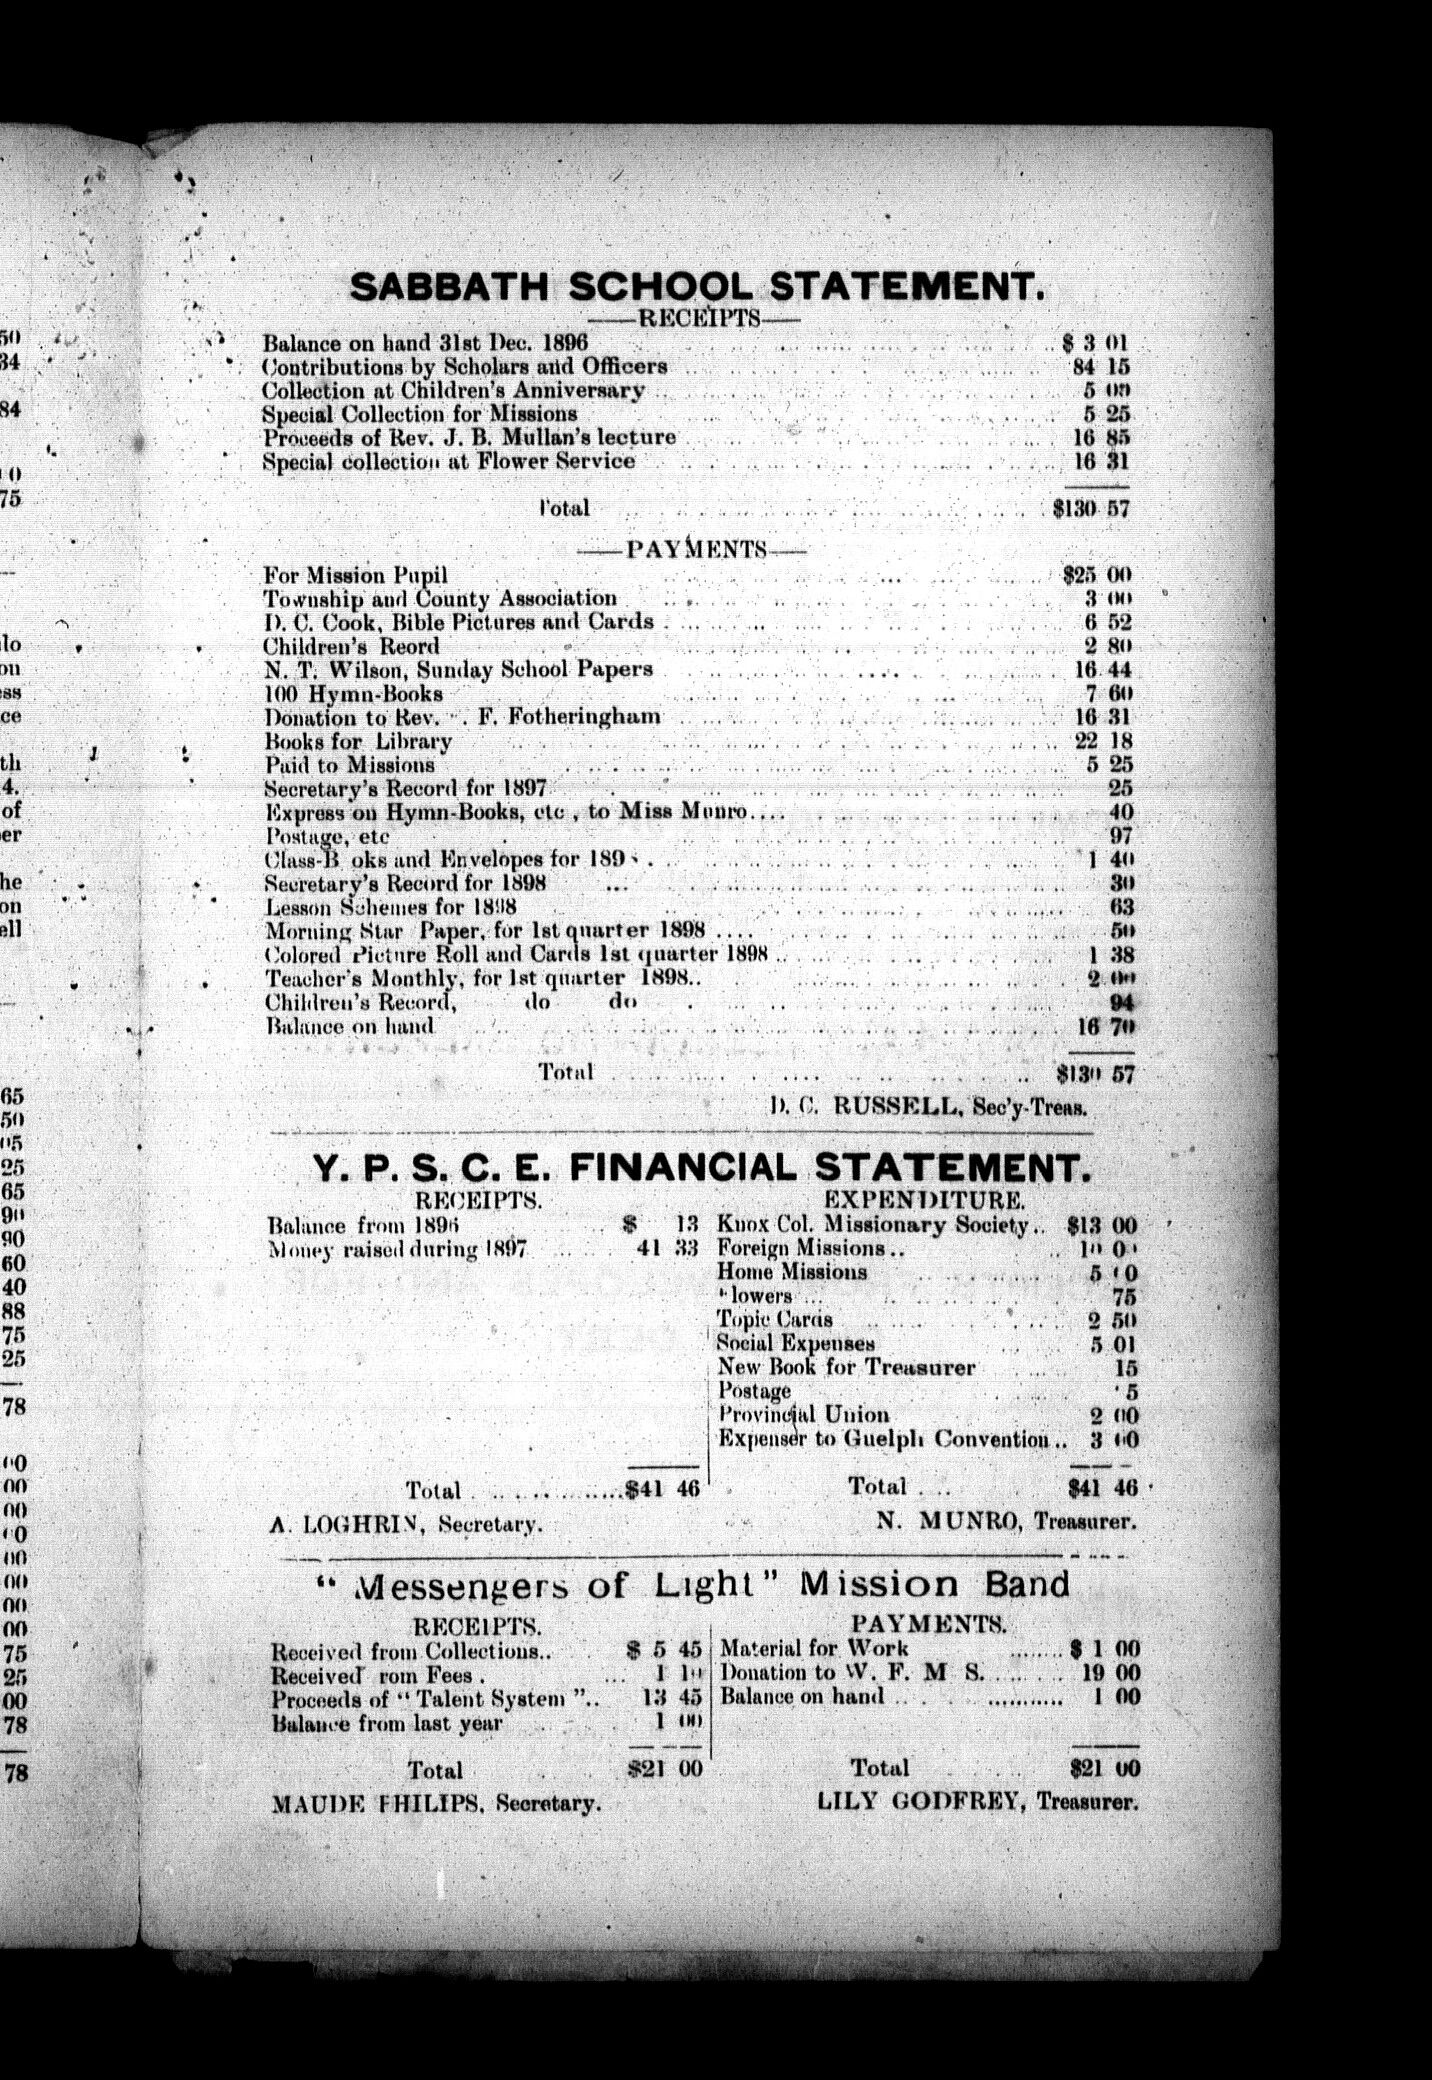 SABBATH SCHOOL STATEMENT.
—RECEIPTS—
Balance on hand 31st Dec. 1896 $ 3 01
Contributions by Scholars and Officers 84 15
Collection at Children's Anniversary 5 00
Special Collection for Missions 5 25
Proceeds of Rev. J. B. Mullan's lecture 16 85
Special collection at Flower Service 16 31
Total $130 57
—PAYMENTS—
For Mission Pupil $25 00
Township and County Association 3 00
D. C. Cook, Bible Pictures and Cards 6 52
Children's Reord 2 80
N. T. Wilson, Sunday School Papers 16 44
100 Hymn-Books 7 60
Donation to Rev. F. Fotheringham 16 31
Books for Library 22 18
Paid to Missions 5 25
Secretary's Record for 1897 25
Express on Hymn-Books, etc , to Miss Munro.... 40
Postage, etc 97
Class-B oks and Envelopes for 1 40
Secretary's Record for 1898 30
Lesson Schemes for 1898 63
Morning Star Paper, for 1st quarter 1898 .... 50
Colored Picture Roll and Cards 1st quarter 1898 .. 1 38
Teacher's Monthly, for 1st quarter 1898.. 2 00
Children's Record, do do 94
Balance on hand 16 70
Total $130 57
D. C. RUSSELL, Sec'y-Treas.
Y. P. S. C. E. FINANCIAL STATEMENT.
RECEIPTS.
Balance from 1896 $ 13
Money raised during 1897 41 33
Total $41 46
A. LOGHRIN, Secretary.
EXPENDITURE.
Knox Col. Missionary Society.. $13 00
Foreign Missions.. 10 00
Home Missions 5 00
lowers 75
Topic Cards 2 50
Social Expenses 5 01
New Book for Treasurer 15
Postage 5
Provincial Union 2 00
Expenser to Guelph Convention.. 3 00
Total $41 46
N. MUNRO, Treasurer.
"Messengers of Light" Mission Band
RECEIPTS.
Received from Collections.. $ 5 45
Received rom Fees . 1 10
Proceeds of "Talent System".. 13 45
Balance from last year 1 00
Total $21 00
MAUDE PHILIPS, Secretary.
PAYMENTS.
Material for Work $ 1 00
Donation to W. F. M S. 19 00
Balance on hand 1 00
Total $21 00
LILY GODFREY, Treasurer.